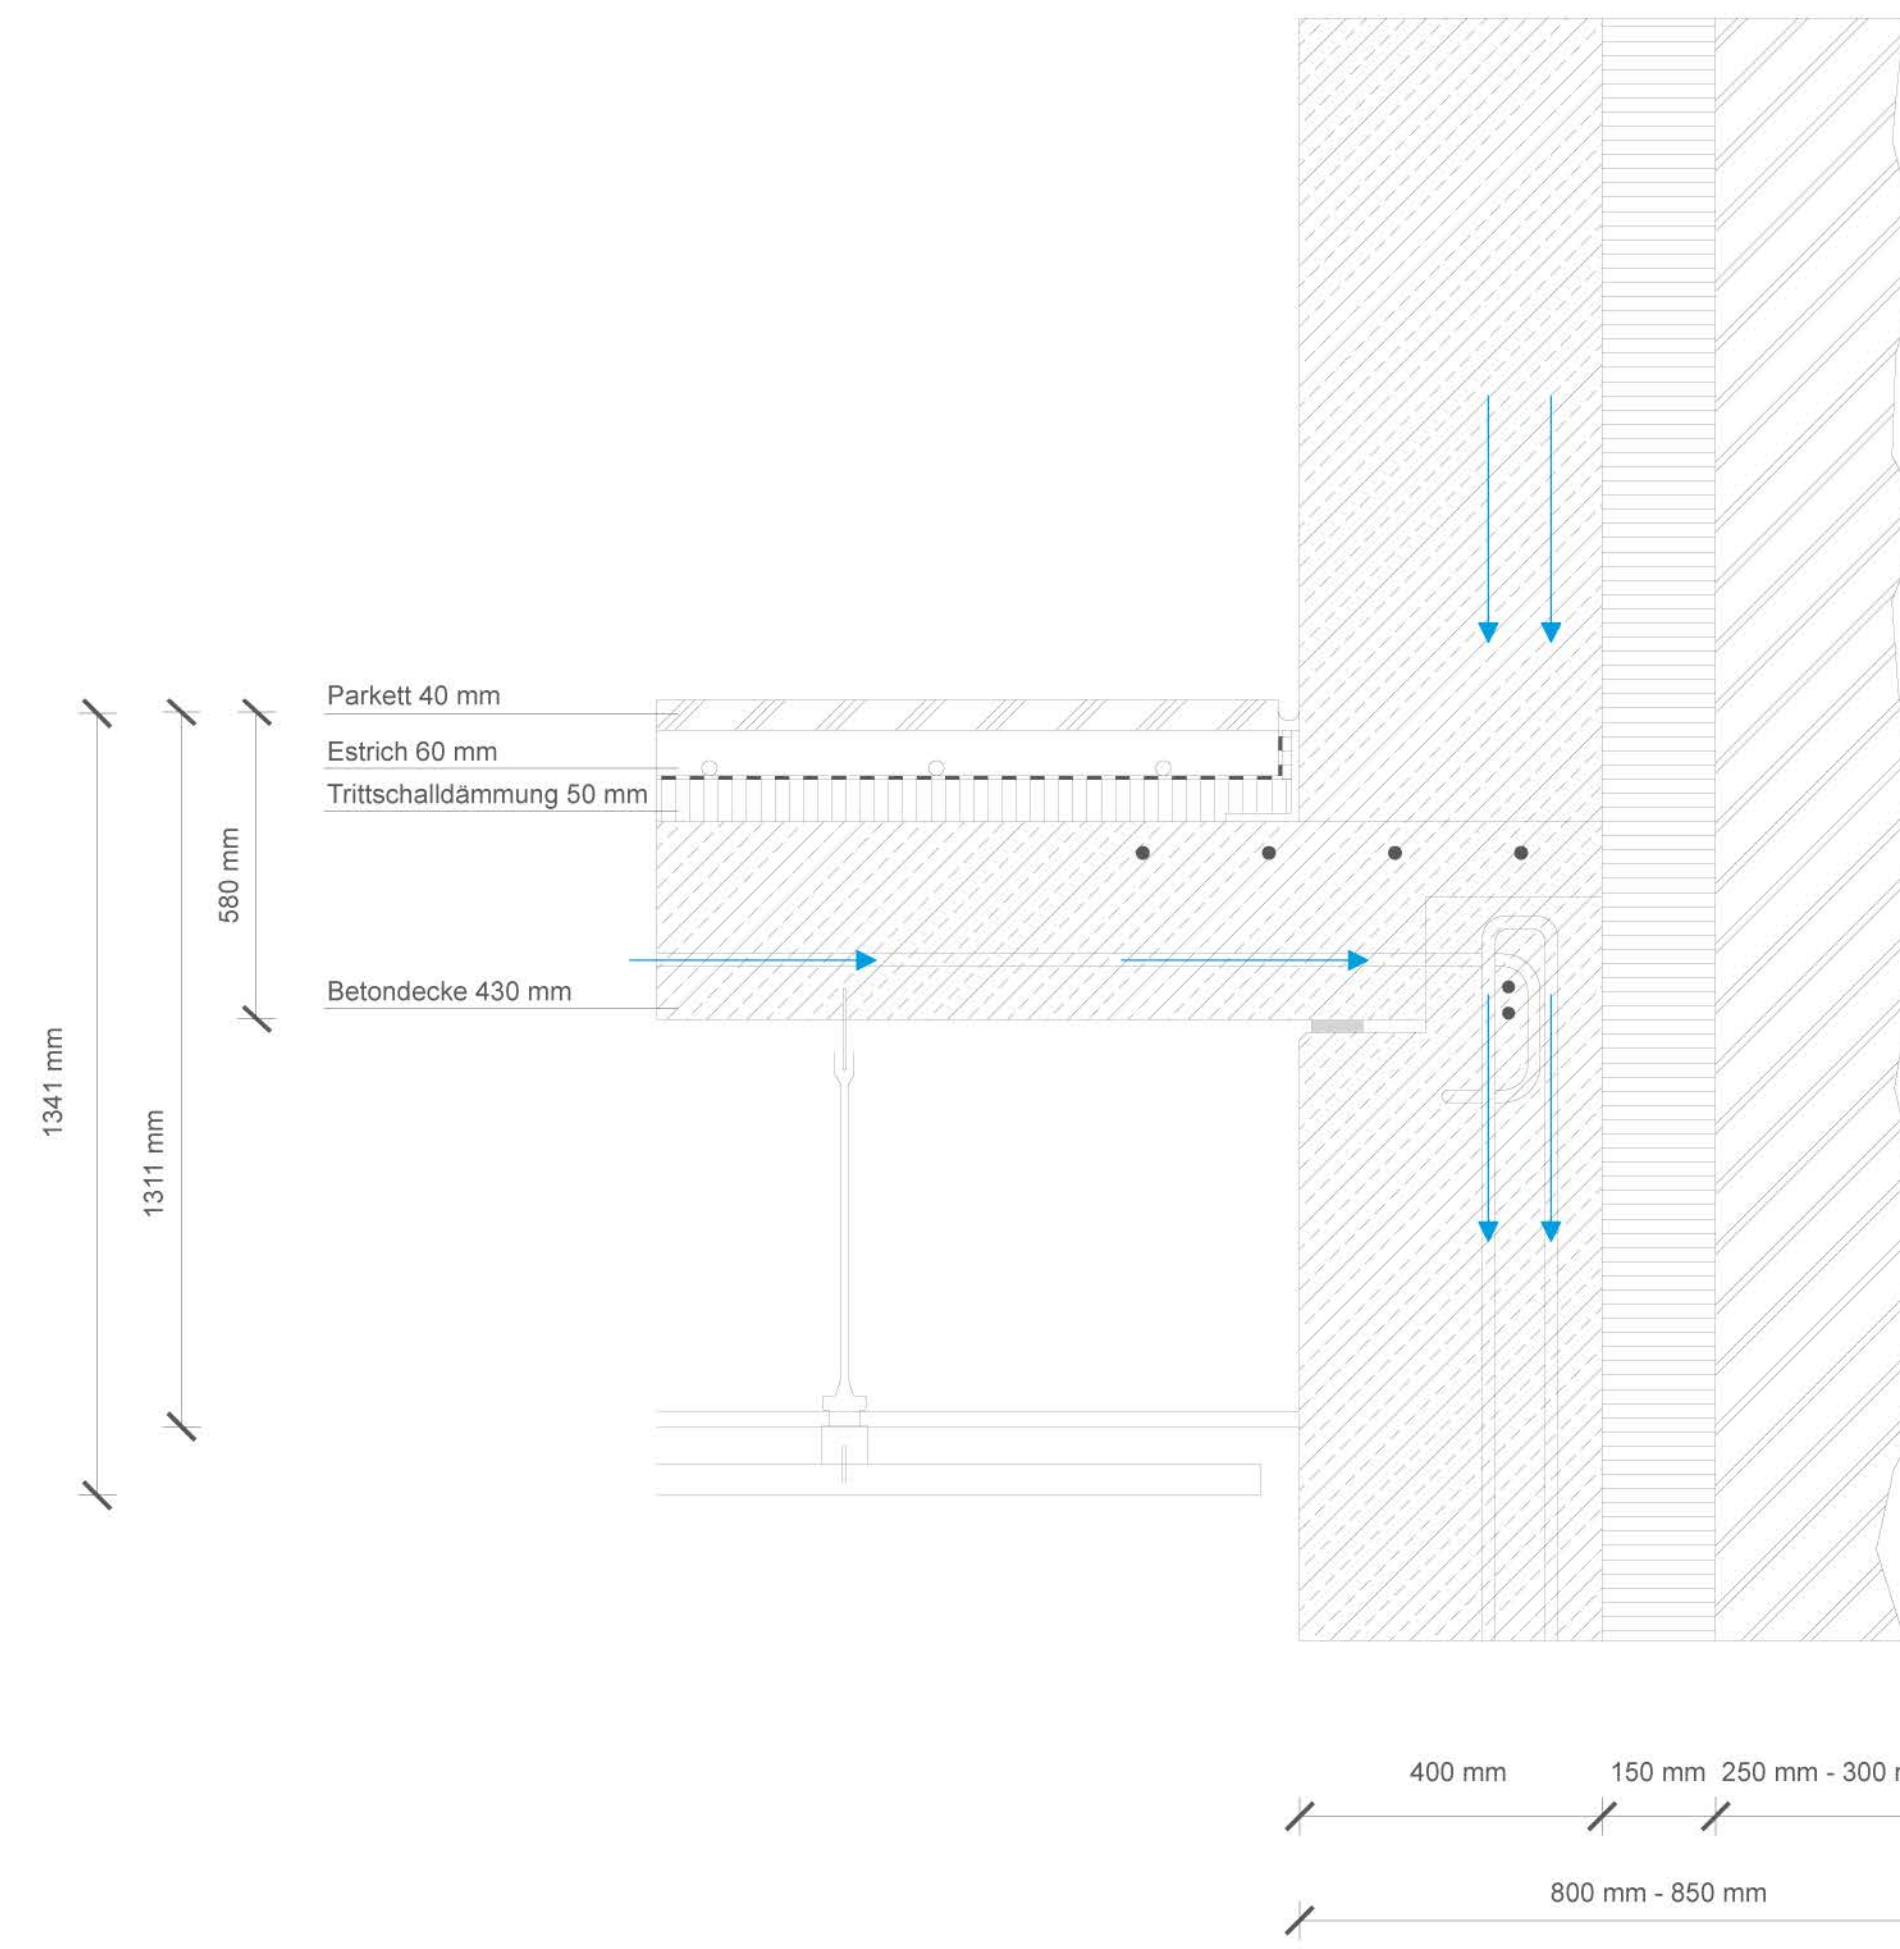 Parkett 40 mm
Estrich 60 mm
Trittschalldämmung 50 mm
580 mm
Betondecke 430 mm
1341 mm
1311 mm
400 mm
150 mm
250 mm - 300
800 mm - 850 mm